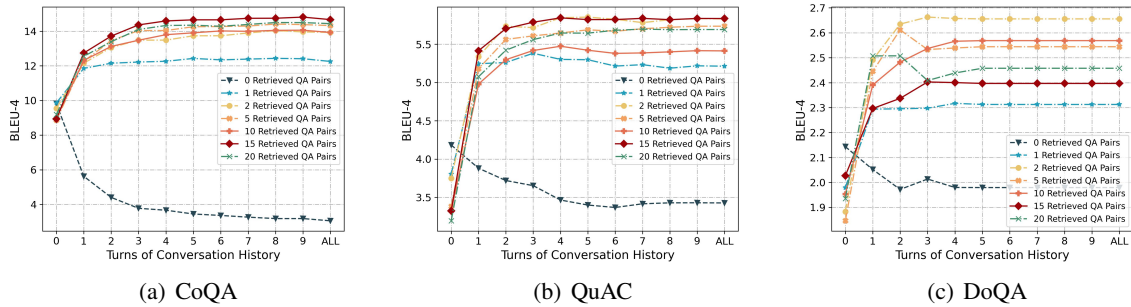 BLEU-4
14
12
10
8
6
4
0 Retrieved QA Pairs
1 Retrieved QA Pairs
2 Retrieved QA Pairs
5 Retrieved QA Pairs
10 Retrieved QA Pairs
15 Retrieved QA Pairs
20 Retrieved QA Pairs
0 1 2 3 4 5 6 7 8 9 ALL
Turns of Conversation History
(a) CoQA
BLEU-4
5.5
5.0
4.5
4.0
3.5
0 Retrieved QA Pairs
1 Retrieved QA Pairs
2 Retrieved QA Pairs
5 Retrieved QA Pairs
10 Retrieved QA Pairs
15 Retrieved QA Pairs
20 Retrieved QA Pairs
0 1 2 3 4 5 6 7 8 9 ALL
Turns of Conversation History
(b) QuAC
BLEU-4
2.7
2.6
2.5
2.4
2.3
2.2
2.1
2.0
1.9
0 Retrieved QA Pairs
1 Retrieved QA Pairs
2 Retrieved QA Pairs
5 Retrieved QA Pairs
10 Retrieved QA Pairs
15 Retrieved QA Pairs
20 Retrieved QA Pairs
0 1 2 3 4 5 6 7 8 9 ALL
Turns of Conversation History
(c) DoQA